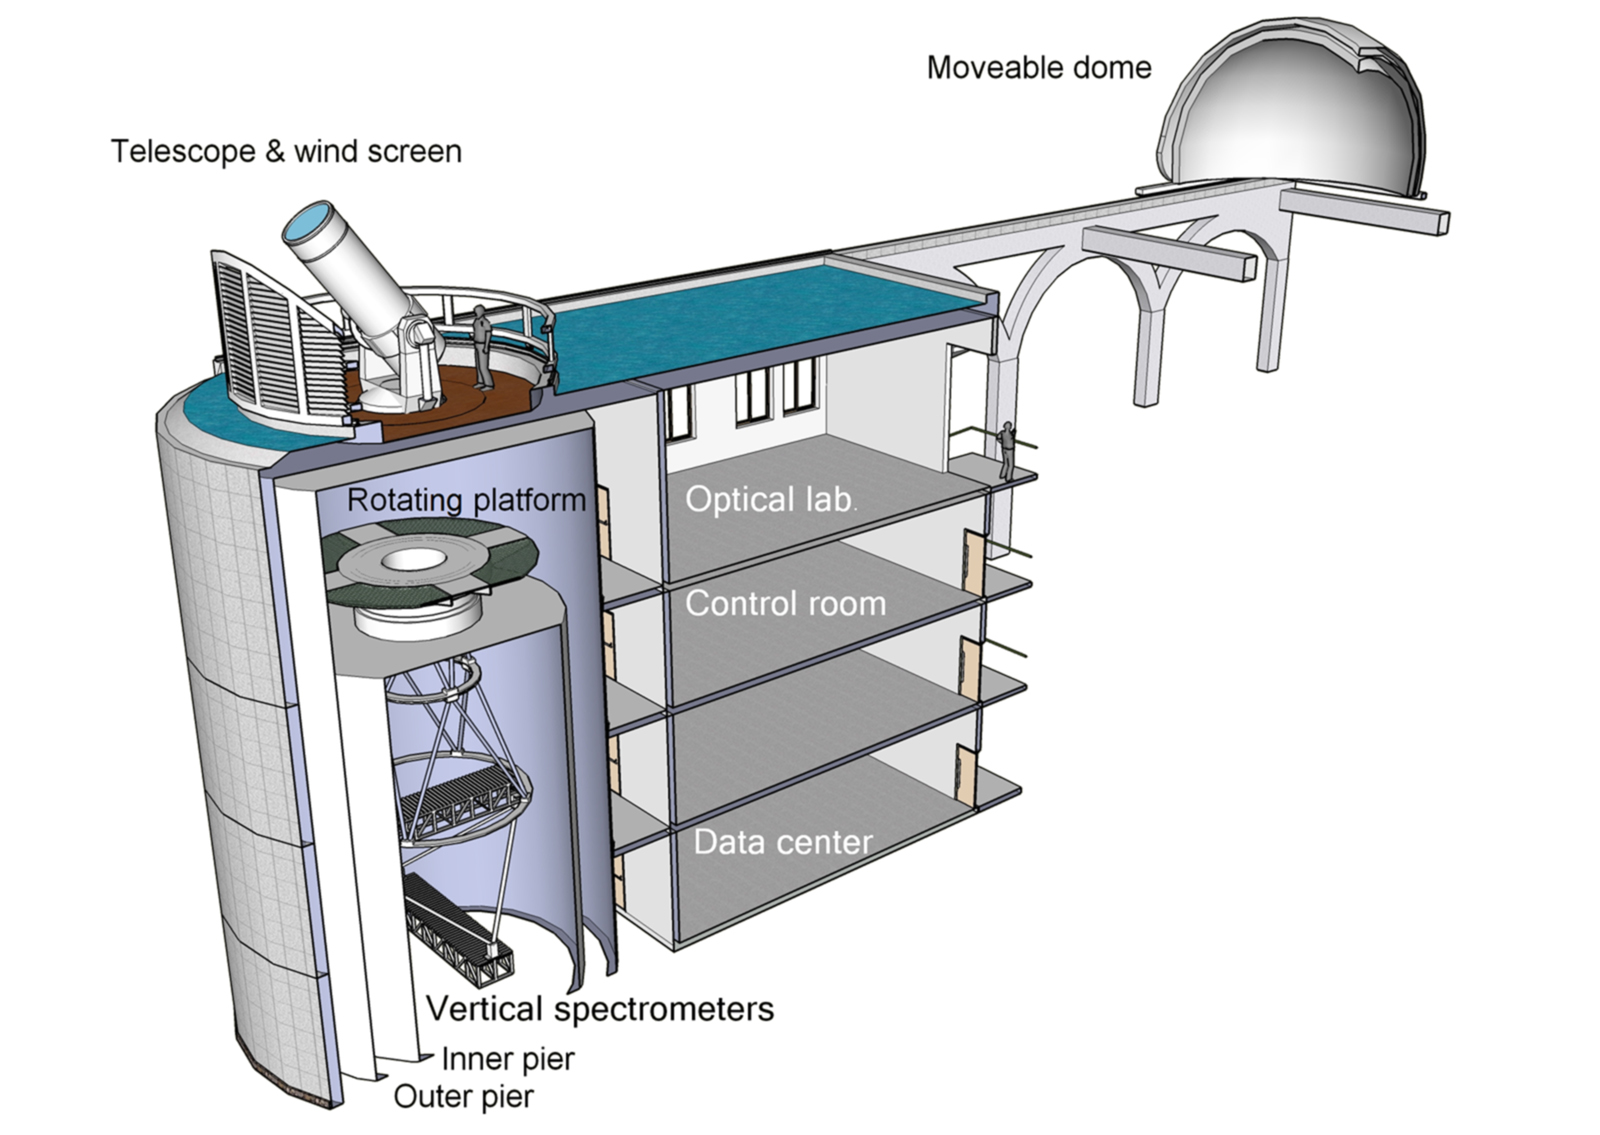 Moveable dome
Telescope & wind screen
Rotating platform
Optical lab.
Control room
Data center
Vertical spectrometers
Inner pier
Outer pier